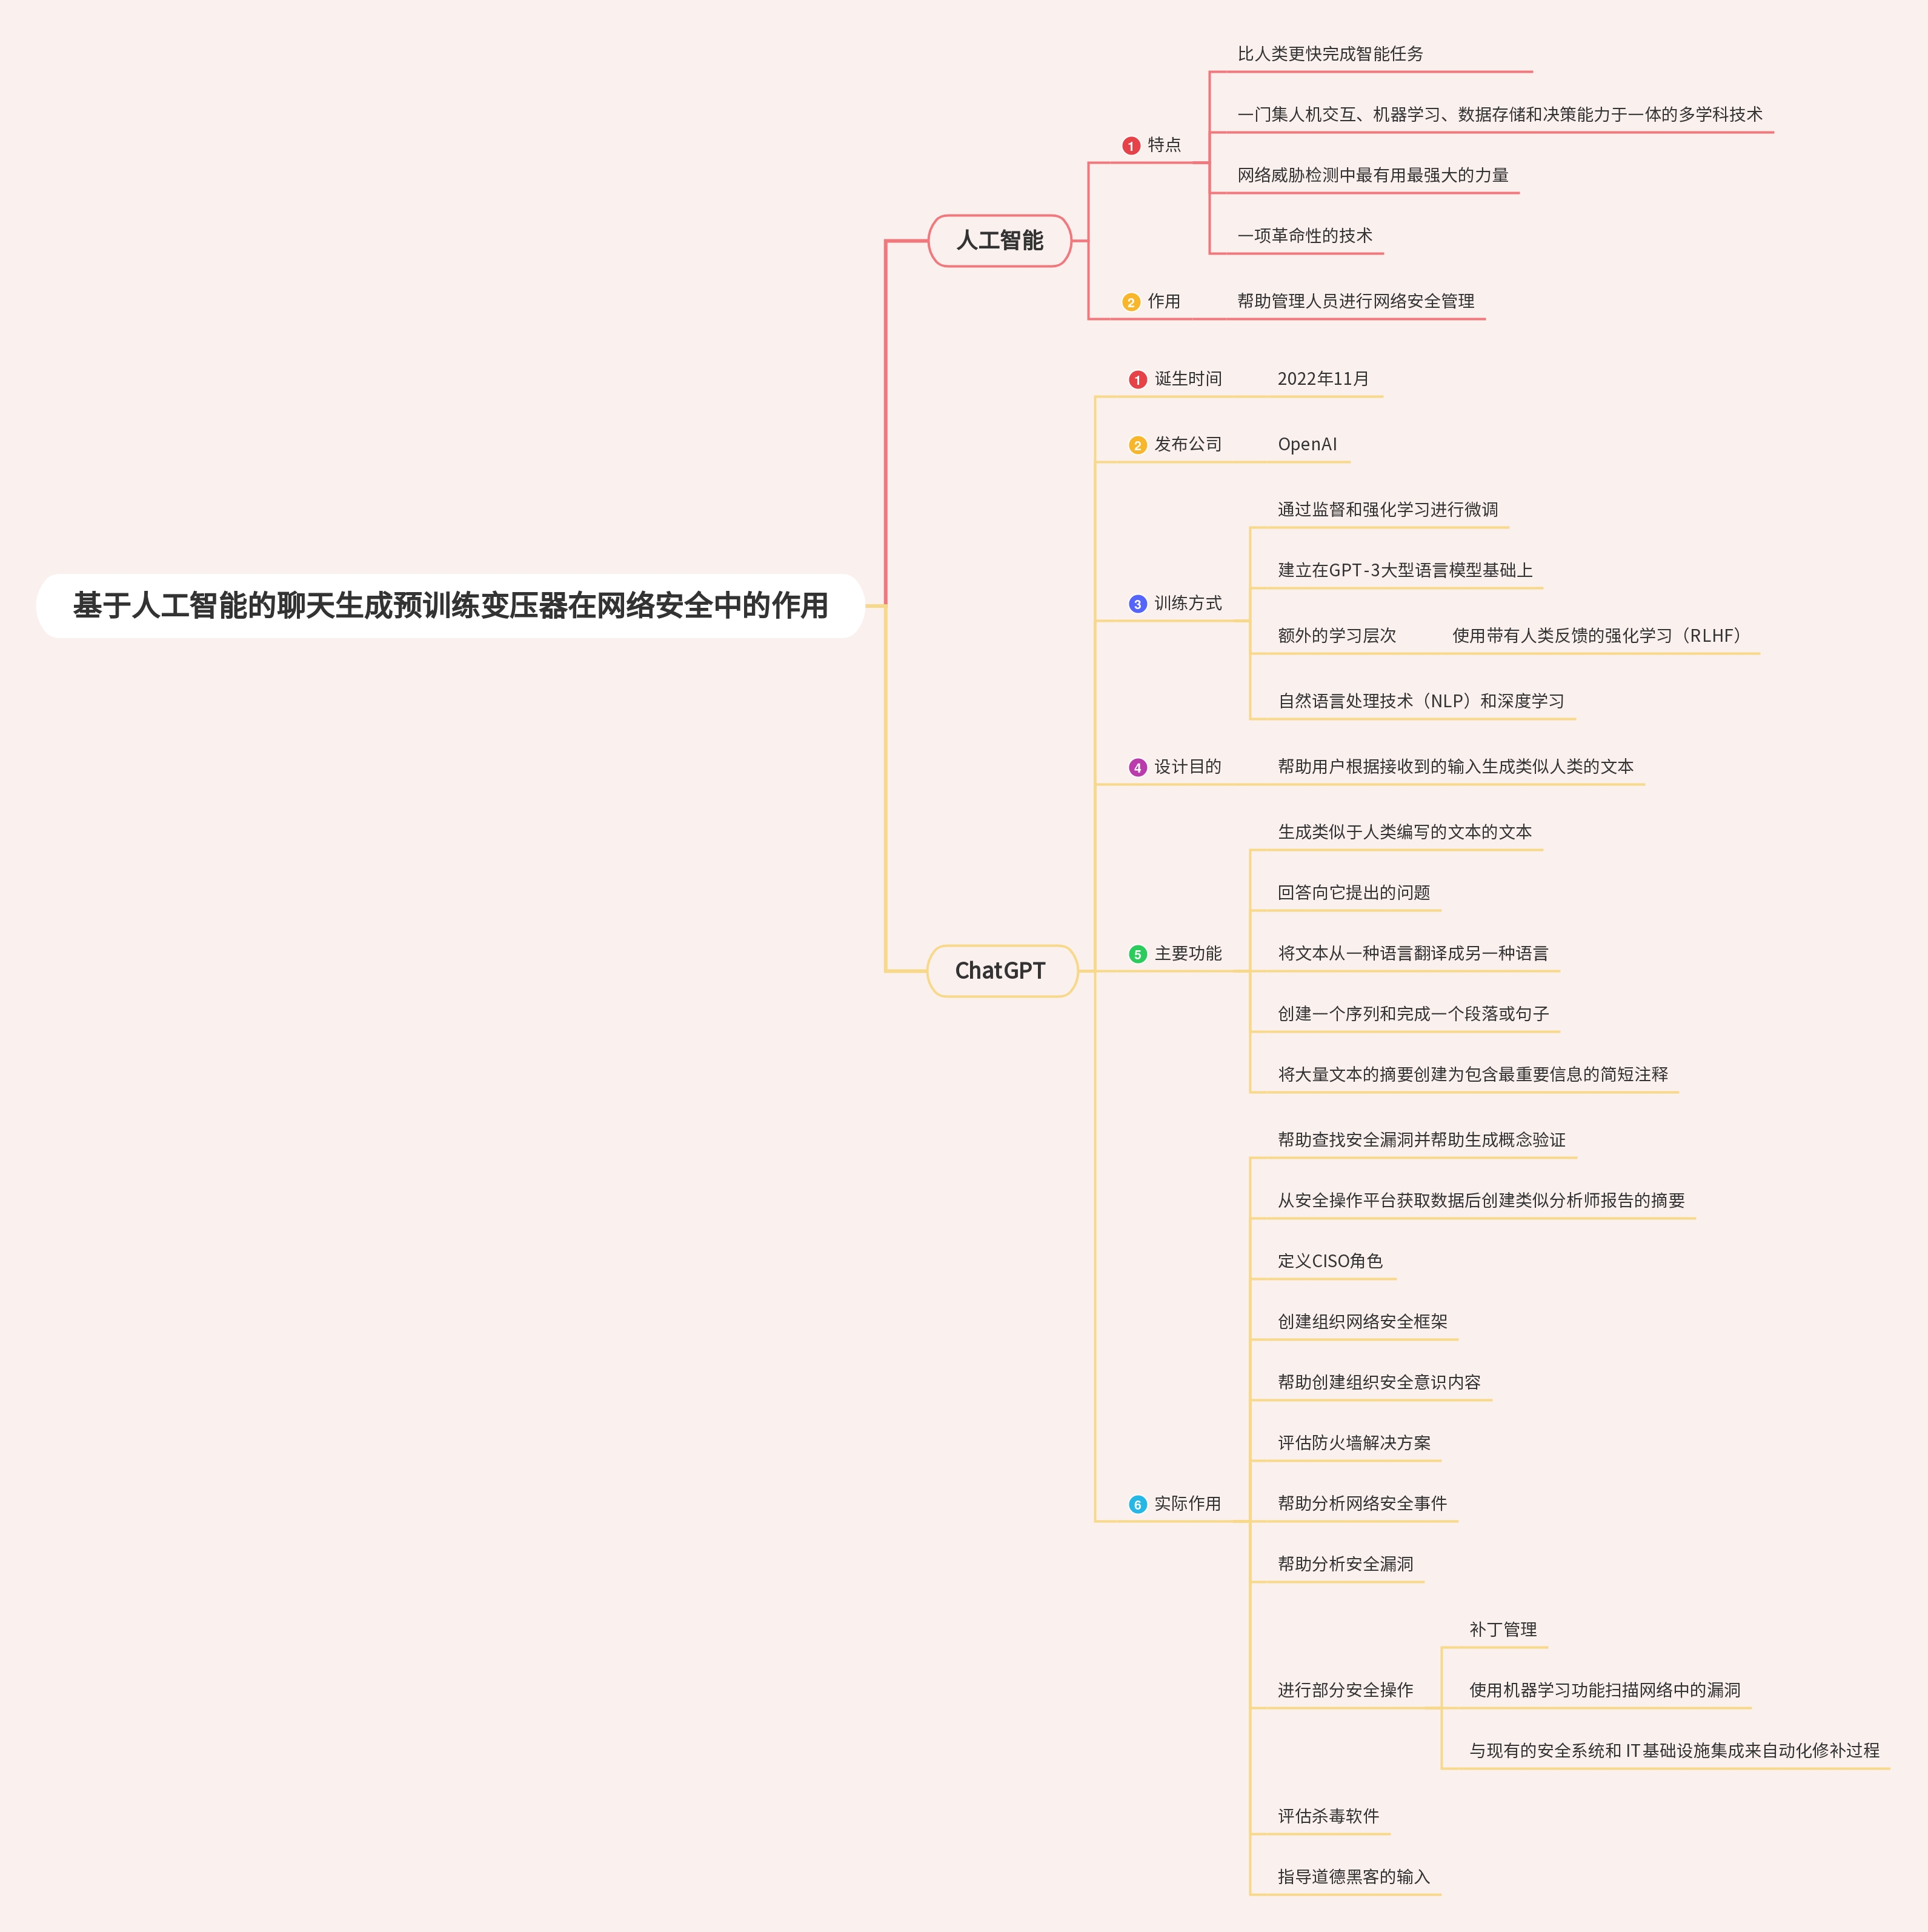 基于人工智能的聊天生成预训练变压器在网络安全中的作用
人工智能
1 特点
比人类更快完成智能任务
一门集人机交互、机器学习、数据存储和决策能力于一体的多学科技术
网络威胁检测中最有用最强大的力量
一项革命性的技术
2 作用
帮助管理人员进行网络安全管理
ChatGPT
1 诞生时间
2022年11月
2 发布公司
OpenAI
3 训练方式
通过监督和强化学习进行微调
建立在GPT-3大型语言模型基础上
额外的学习层次
使用带有人类反馈的强化学习（RLHF）
自然语言处理技术（NLP）和深度学习
4 设计目的
帮助用户根据接收到的输入生成类似人类的文本
5 主要功能
生成类似于人类编写的文本的文本
回答向它提出的问题
将文本从一种语言翻译成另一种语言
创建一个序列和完成一个段落或句子
将大量文本的摘要创建为包含最重要信息的简短注释
6 实际作用
帮助查找安全漏洞并帮助生成概念验证
从安全操作平台获取数据后创建类似分析师报告的摘要
定义CISO角色
创建组织网络安全框架
帮助创建组织安全意识内容
评估防火墙解决方案
帮助分析网络安全事件
帮助分析安全漏洞
进行部分安全操作
补丁管理
使用机器学习功能扫描网络中的漏洞
与现有的安全系统和 IT基础设施集成来自动化修补过程
评估杀毒软件
指导道德黑客的输入